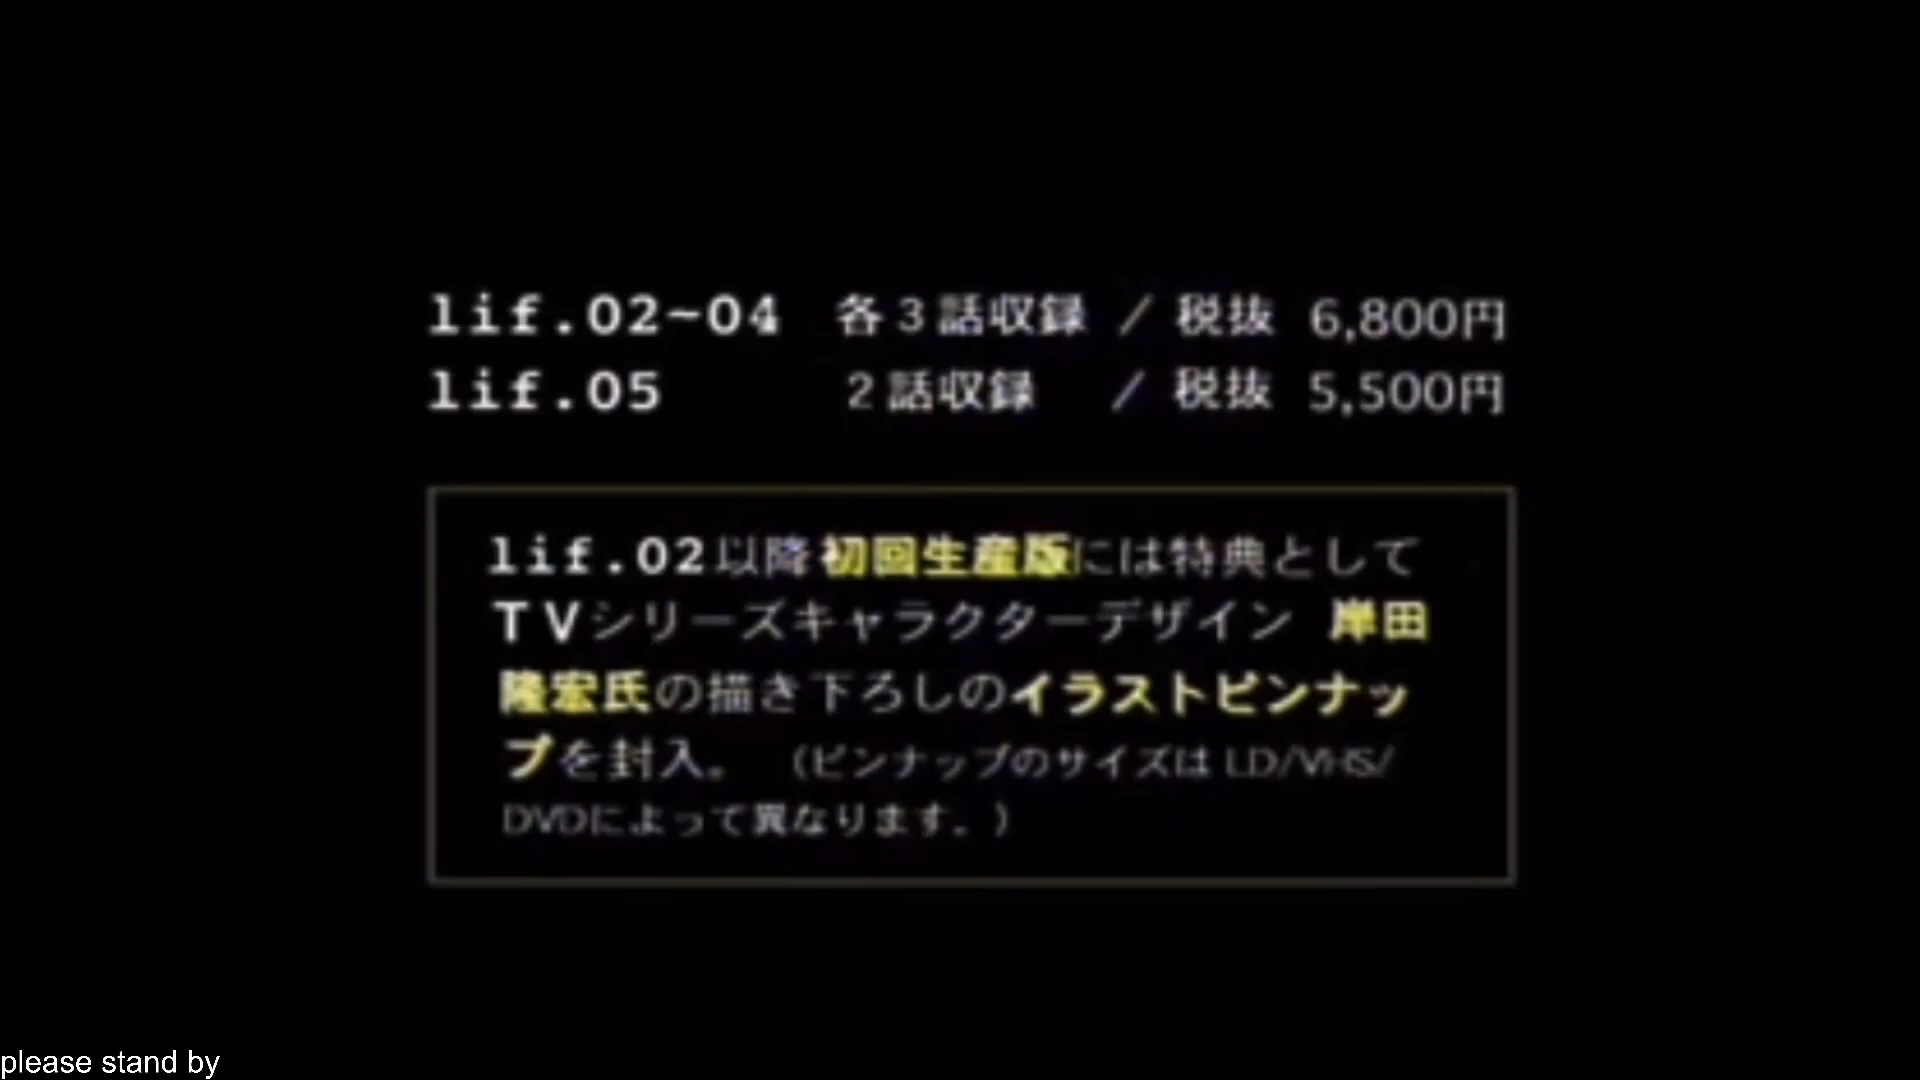 lif.02~04 各3話収録 / 税抜 6,800円
lif.05 2話収録 / 税抜 5,500円
lif.02以降初回生産版には特典として
TVシリーズキャラクターデザイン 岸田
隆宏氏の描き下ろしのイラストピンナッ
プを封入。 (ピンナップのサイズは LD/VHS/
DVDによって異なります。)
please stand by